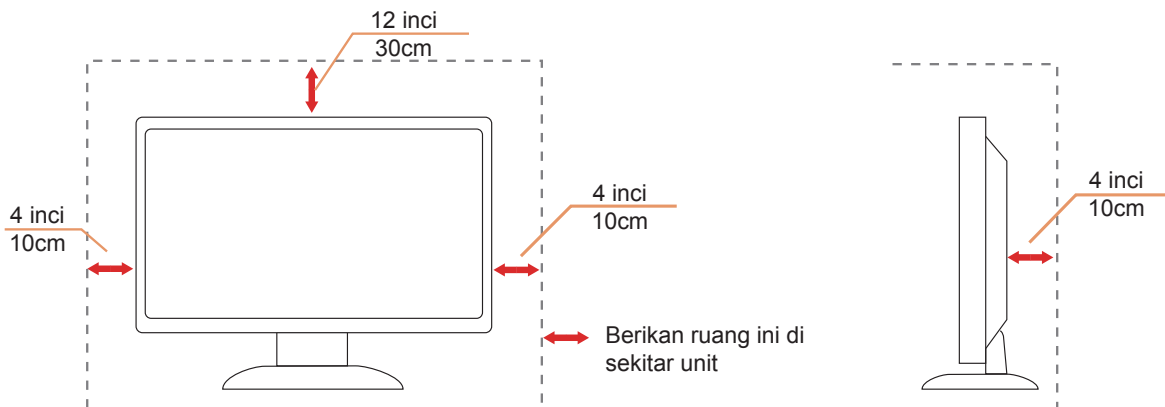 12 inci
30cm
4 inci
10cm
4 inci
10cm
Berikan ruang ini di
sekitar unit
4 inci
10cm